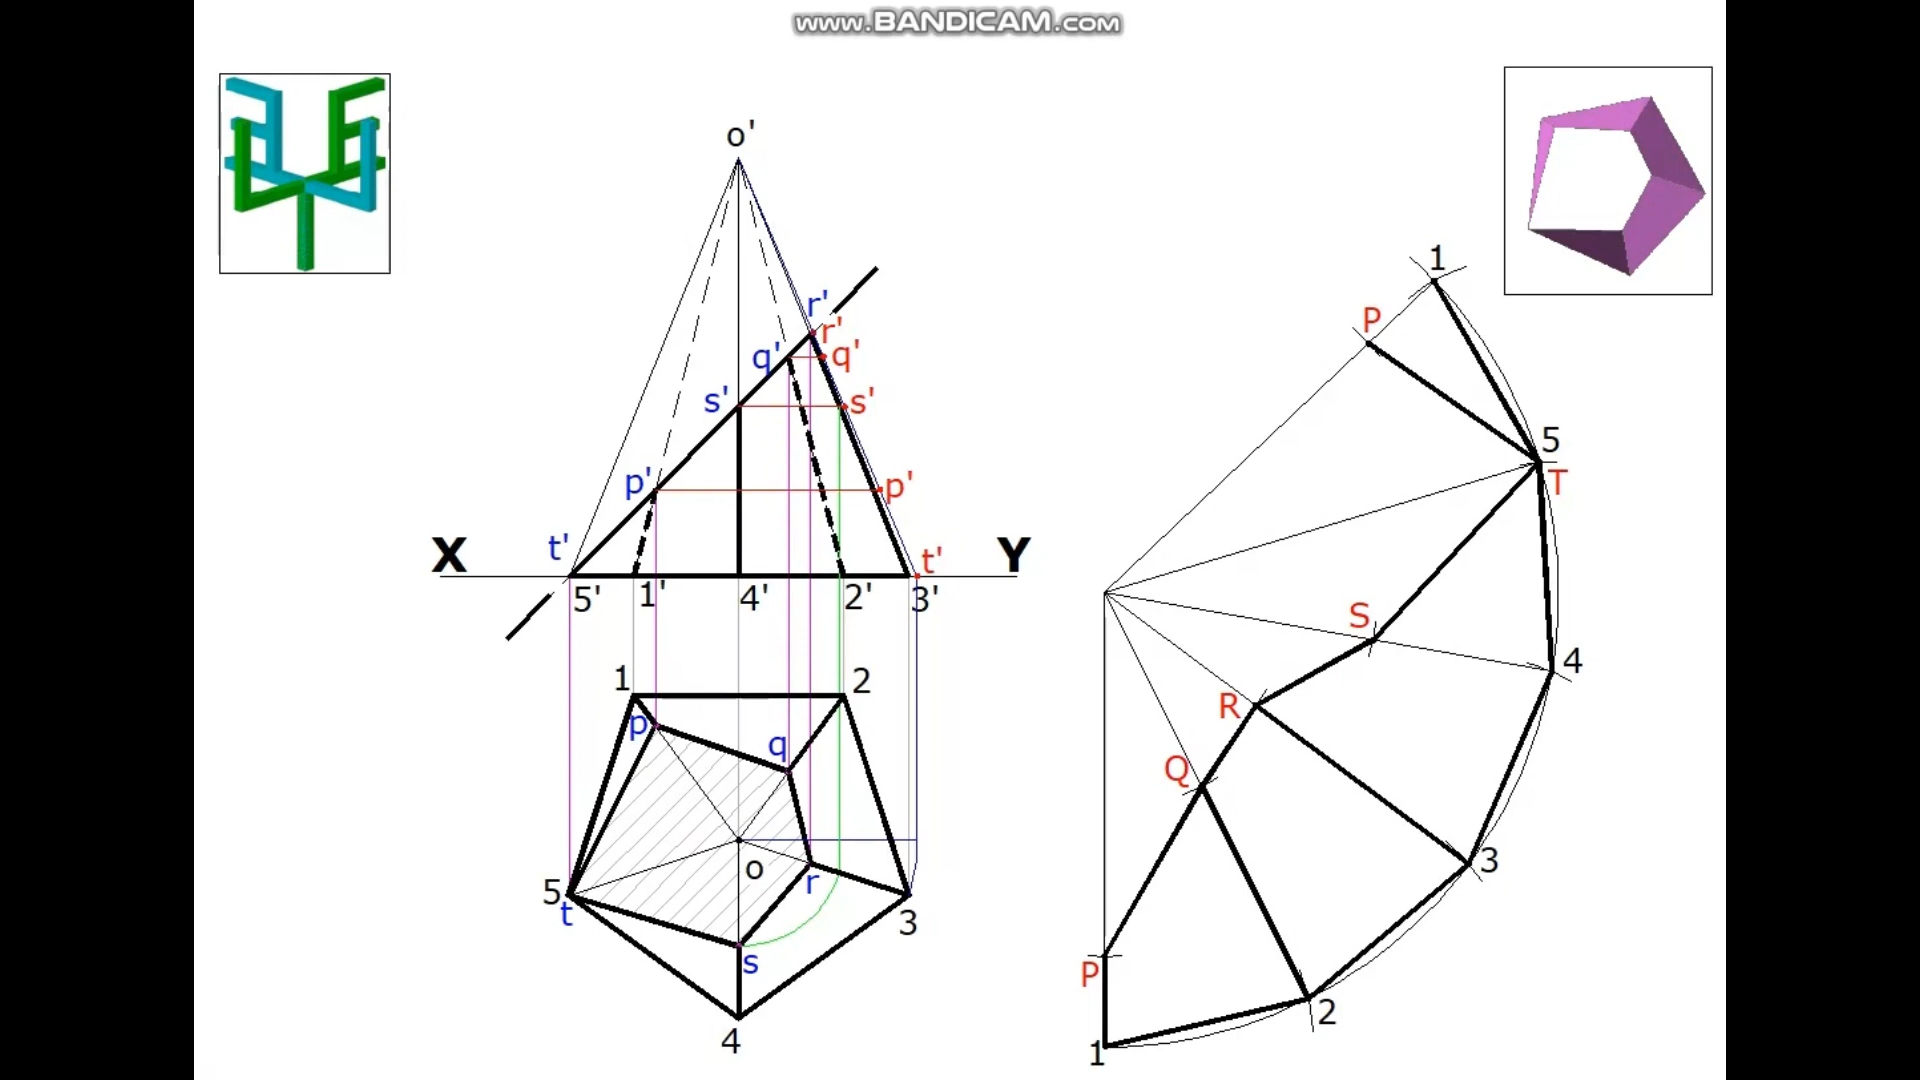 www.BANDICAM.com
o'
r'
r'
q'
q'
s'
s'
p'
p'
X
t'
t'
Y
5'
1'
4'
2'
3'
1
2
p
q
o
r
5
t
3
s
4
1
P
5
T
S
4
R
Q
3
P
2
1